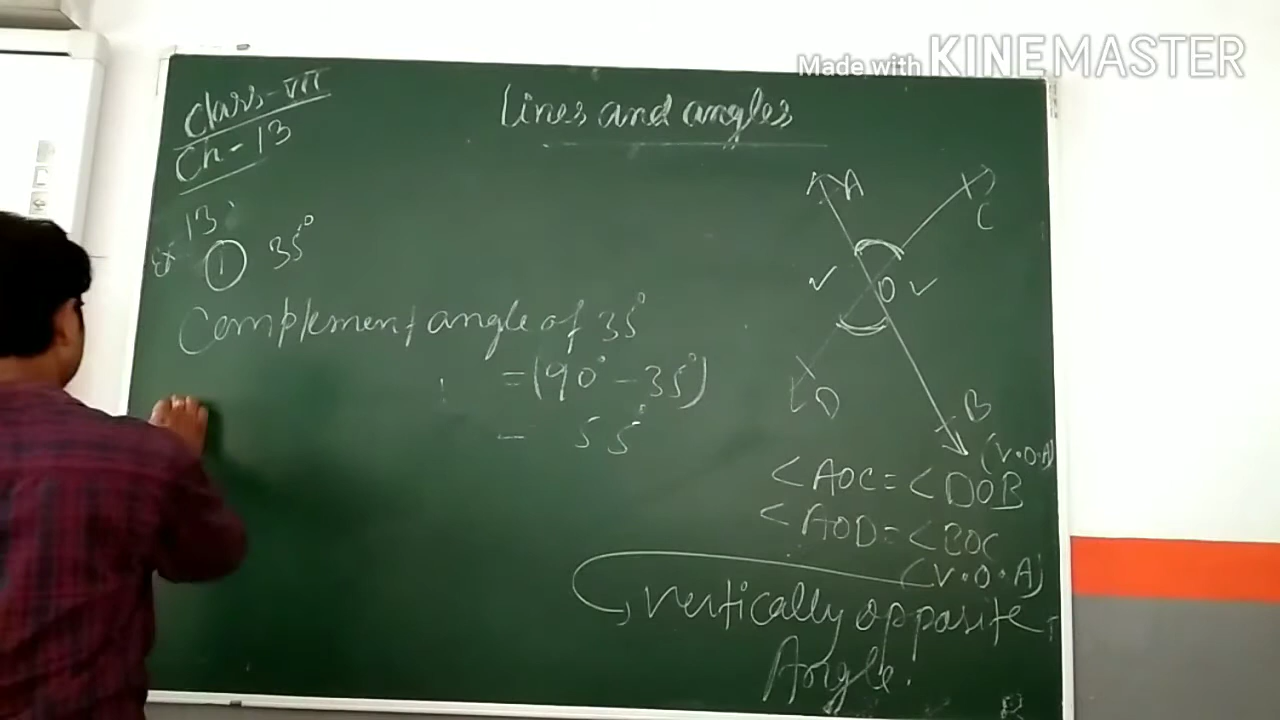 Made with KINEMASTER
Class - VII
Ch - 13
Lines and angles
13.
Ex ① 35°
Complement angle of 35°
= (90° - 35°)
= 55°
A
C
✓ O ✓
D
B
(V.O.A)
<AOC = <DOB
<AOD = <BOC
(V.O.A)
Vertically opposite
Angle.